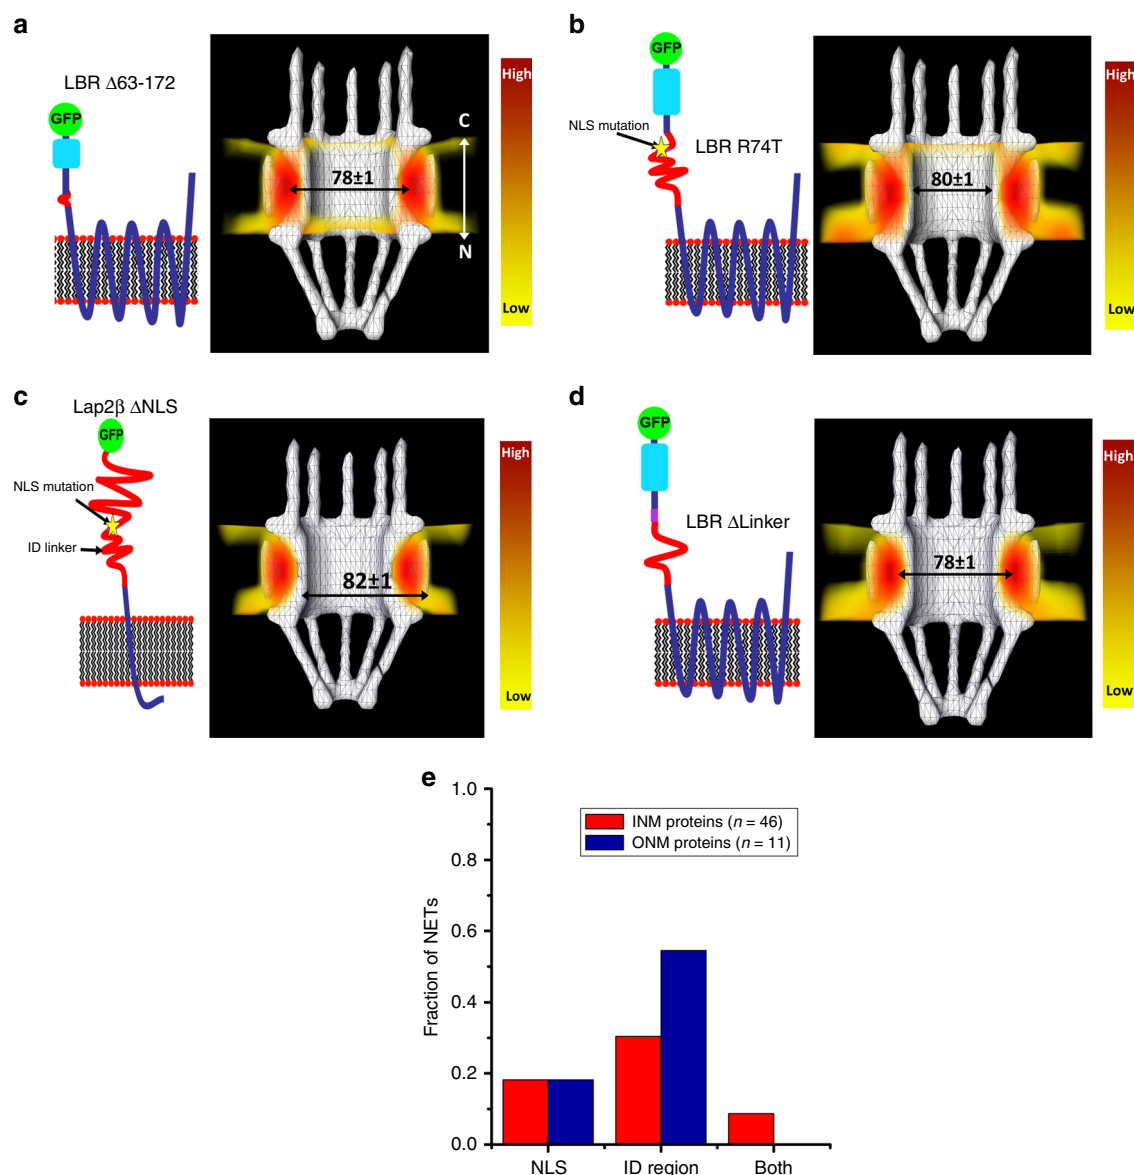 a
LBR Δ63-172
GFP
78±1
C
N
High
Low
b
GFP
NLS mutation
LBR R74T
80±1
High
Low
c
Lap2β ΔNLS
GFP
NLS mutation
ID linker
82±1
High
Low
d
GFP
LBR ΔLinker
78±1
High
Low
e
1.0
0.8
0.6
0.4
0.2
0.0
Fraction of NETs
INM proteins (n = 46)
ONM proteins (n = 11)
NLS
ID region
Both